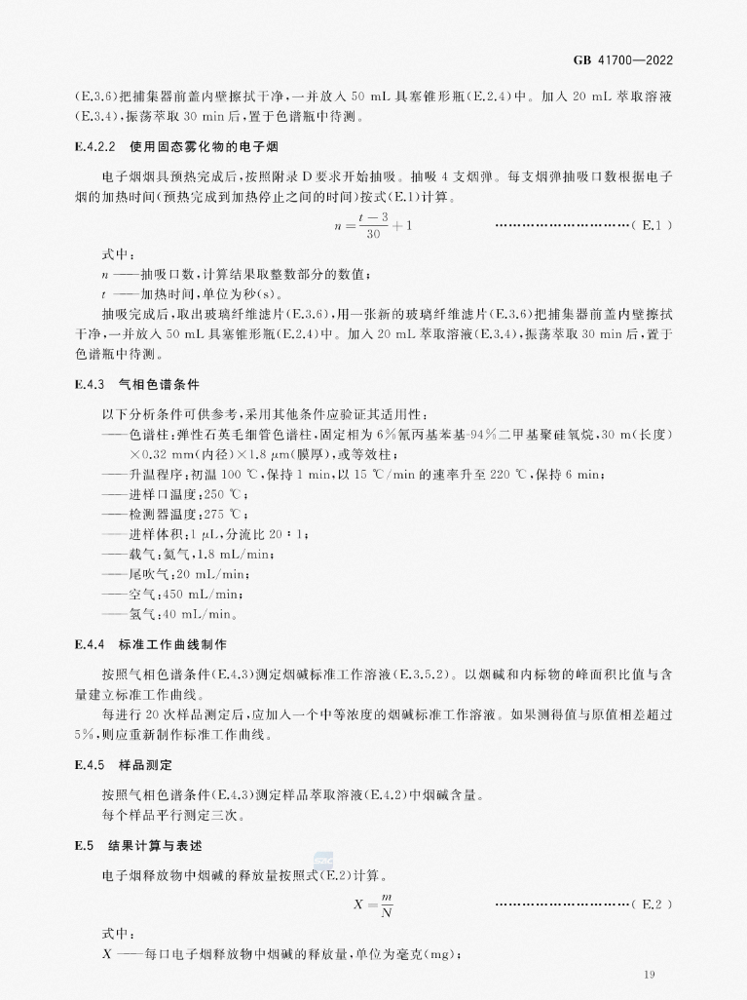 GB 41700—2022
(E.3.6)把捕集器前盖内壁擦拭干净,一并放入 50 mL 具塞锥形瓶(E.2.4)中。加入 20 mL 萃取溶液
(E.3.4),振荡萃取 30 min 后,置于色谱瓶中待测。
E.4.2.2 使用固态雾化物的电子烟
电子烟烟具预热完成后,按照附录 D 要求开始抽吸。抽吸 4 支烟弹。每支烟弹抽吸口数根据电子
烟的加热时间(预热完成到加热停止之间的时间)按式(E.1)计算。
n = (t − 3)/30 + 1 ……………………( E.1 )
式中:
n ——抽吸口数,计算结果取整数部分的数值;
t ——加热时间,单位为秒(s)。
抽吸完成后,取出玻璃纤维滤片(E.3.6),用一张新的玻璃纤维滤片(E.3.6)把捕集器前盖内壁擦拭
干净,一并放入 50 mL 具塞锥形瓶(E.2.4)中。加入 20 mL 萃取溶液(E.3.4),振荡萃取 30 min 后,置于
色谱瓶中待测。
E.4.3 气相色谱条件
以下分析条件可供参考,采用其他条件应验证其适用性:
——色谱柱:弹性石英毛细管色谱柱,固定相为 6%氰丙基苯基-94%二甲基聚硅氧烷,30 m(长度)
×0.32 mm(内径)×1.8 μm(膜厚),或等效柱;
——升温程序:初温 100 ℃,保持 1 min,以 15 ℃/min 的速率升至 220 ℃,保持 6 min;
——进样口温度:250 ℃;
——检测器温度:275 ℃;
——进样体积:1 μL,分流比 20∶1;
——载气:氦气,1.8 mL/min;
——尾吹气:20 mL/min;
——空气:450 mL/min;
——氢气:40 mL/min。
E.4.4 标准工作曲线制作
按照气相色谱条件(E.4.3)测定烟碱标准工作溶液(E.3.5.2)。以烟碱和内标物的峰面积比值与含
量建立标准工作曲线。
每进行 20 次样品测定后,应加入一个中等浓度的烟碱标准工作溶液。如果测得值与原值相差超过
5%,则应重新制作标准工作曲线。
E.4.5 样品测定
按照气相色谱条件(E.4.3)测定样品萃取溶液(E.4.2)中烟碱含量。
每个样品平行测定三次。
E.5 结果计算与表述
电子烟释放物中烟碱的释放量按照式(E.2)计算。
X = m/N ……………………( E.2 )
式中:
X ——每口电子烟释放物中烟碱的释放量,单位为毫克(mg);
19